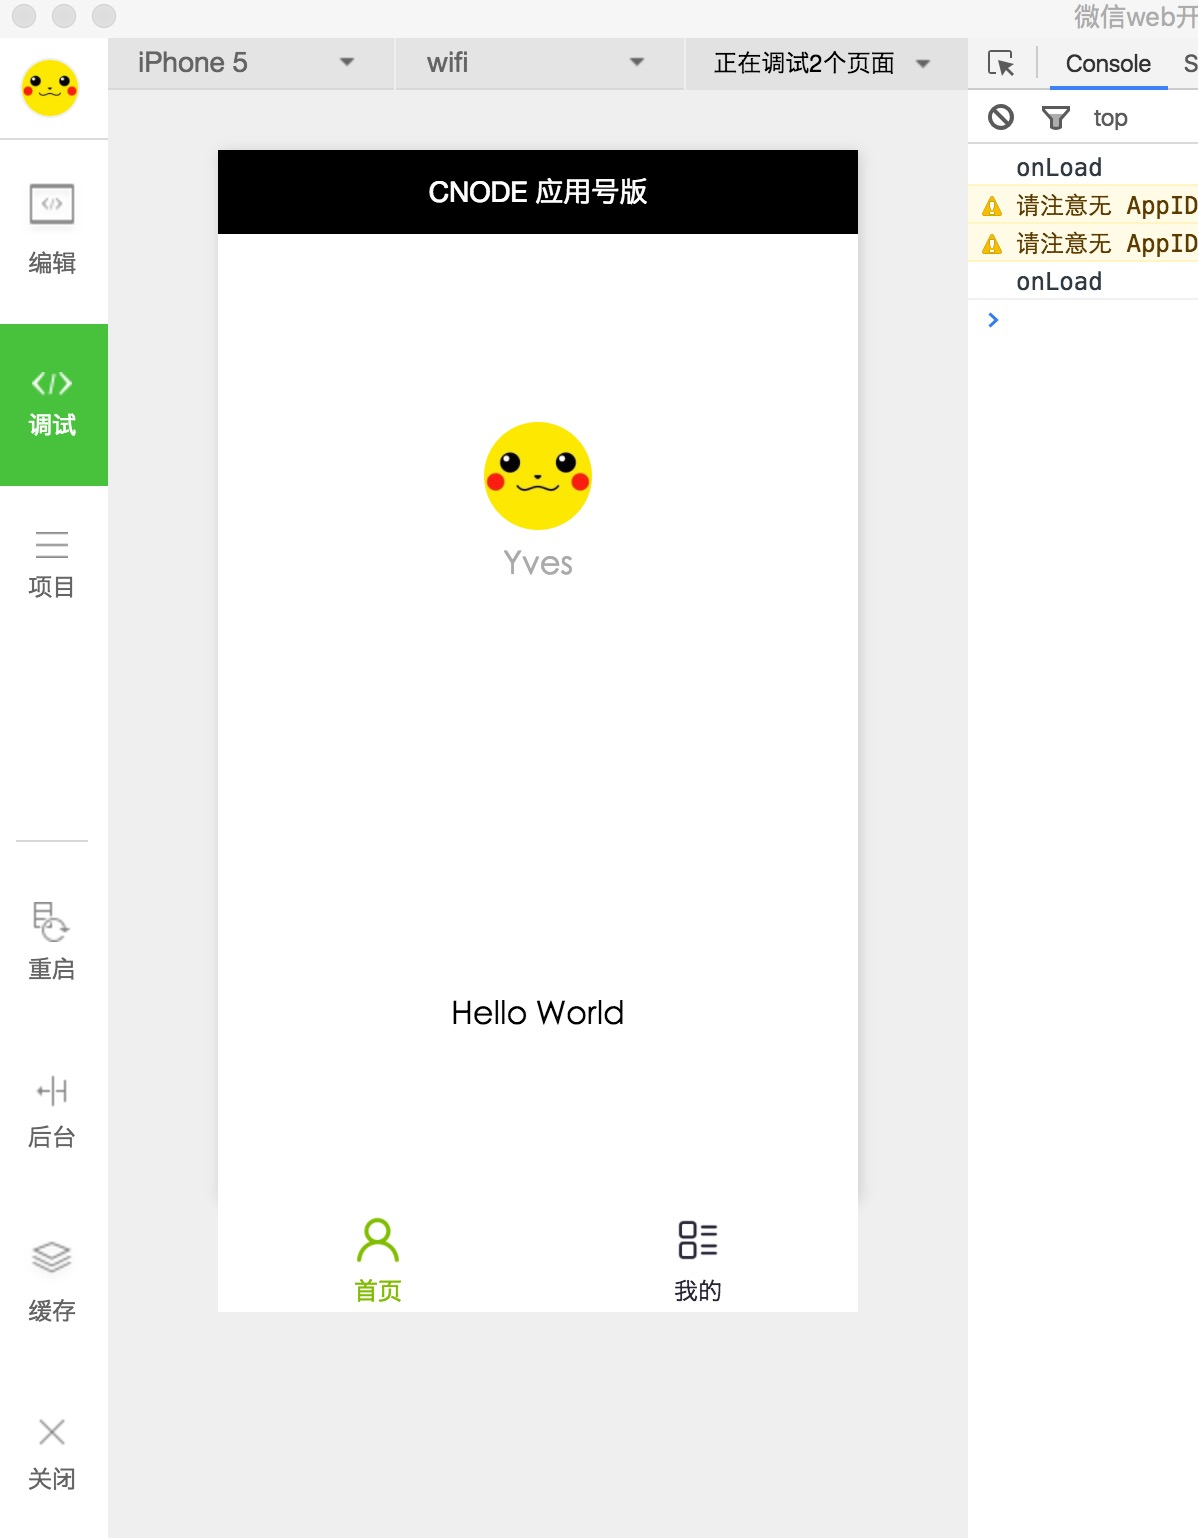 微信web开
iPhone 5
wifi
正在调试2个页面
Console
S
top
编辑
调试
项目
重启
后台
缓存
关闭
CNODE 应用号版
Yves
Hello World
首页
我的
onLoad
请注意无 AppID
请注意无 AppID
onLoad